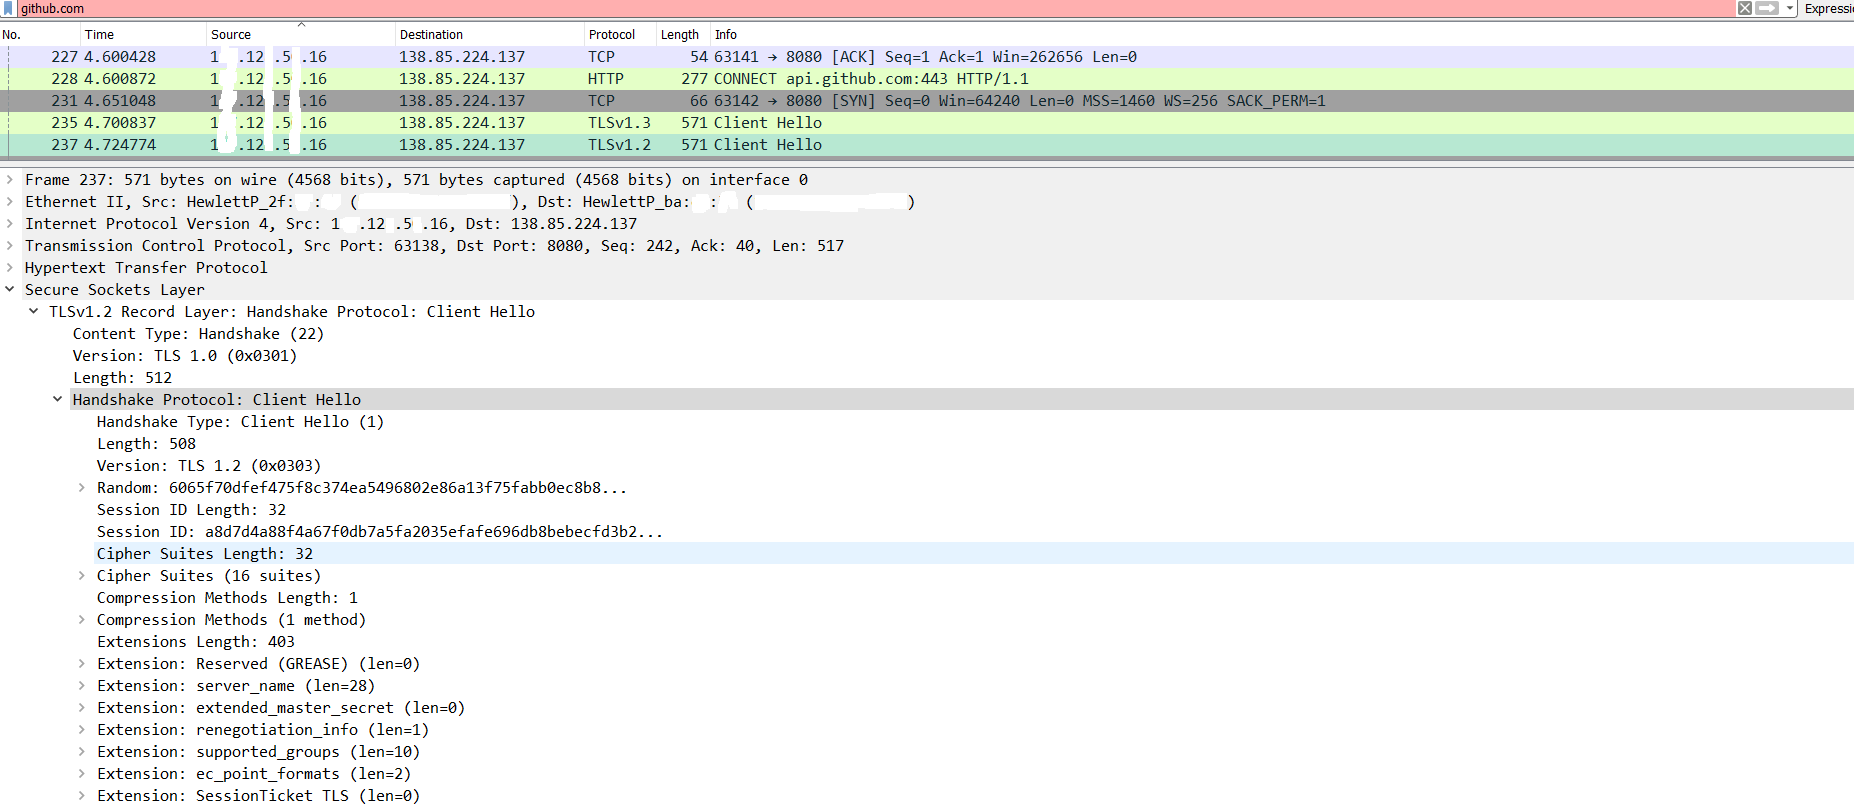 github.com Expressi
No. Time Source Destination Protocol Length Info
227 4.600428 1 .12 .5 .16 138.85.224.137 TCP 54 63141 → 8080 [ACK] Seq=1 Ack=1 Win=262656 Len=0
228 4.600872 1 .12 .5 .16 138.85.224.137 HTTP 277 CONNECT api.github.com:443 HTTP/1.1
231 4.651048 1 .12 .5 .16 138.85.224.137 TCP 66 63142 → 8080 [SYN] Seq=0 Win=64240 Len=0 MSS=1460 WS=256 SACK_PERM=1
235 4.700837 1 .12 .5 .16 138.85.224.137 TLSv1.3 571 Client Hello
237 4.724774 1 .12 .5 .16 138.85.224.137 TLSv1.2 571 Client Hello
Frame 237: 571 bytes on wire (4568 bits), 571 bytes captured (4568 bits) on interface 0
Ethernet II, Src: HewlettP_2f: : ( ), Dst: HewlettP_ba: : ( )
Internet Protocol Version 4, Src: 1 .12 .5 .16, Dst: 138.85.224.137
Transmission Control Protocol, Src Port: 63138, Dst Port: 8080, Seq: 242, Ack: 40, Len: 517
Hypertext Transfer Protocol
Secure Sockets Layer
TLSv1.2 Record Layer: Handshake Protocol: Client Hello
Content Type: Handshake (22)
Version: TLS 1.0 (0x0301)
Length: 512
Handshake Protocol: Client Hello
Handshake Type: Client Hello (1)
Length: 508
Version: TLS 1.2 (0x0303)
Random: 6065f70dfef475f8c374ea5496802e86a13f75fabb0ec8b8...
Session ID Length: 32
Session ID: a8d7d4a88f4a67f0db7a5fa2035efafe696db8bebecfd3b2...
Cipher Suites Length: 32
Cipher Suites (16 suites)
Compression Methods Length: 1
Compression Methods (1 method)
Extensions Length: 403
Extension: Reserved (GREASE) (len=0)
Extension: server_name (len=28)
Extension: extended_master_secret (len=0)
Extension: renegotiation_info (len=1)
Extension: supported_groups (len=10)
Extension: ec_point_formats (len=2)
Extension: SessionTicket TLS (len=0)